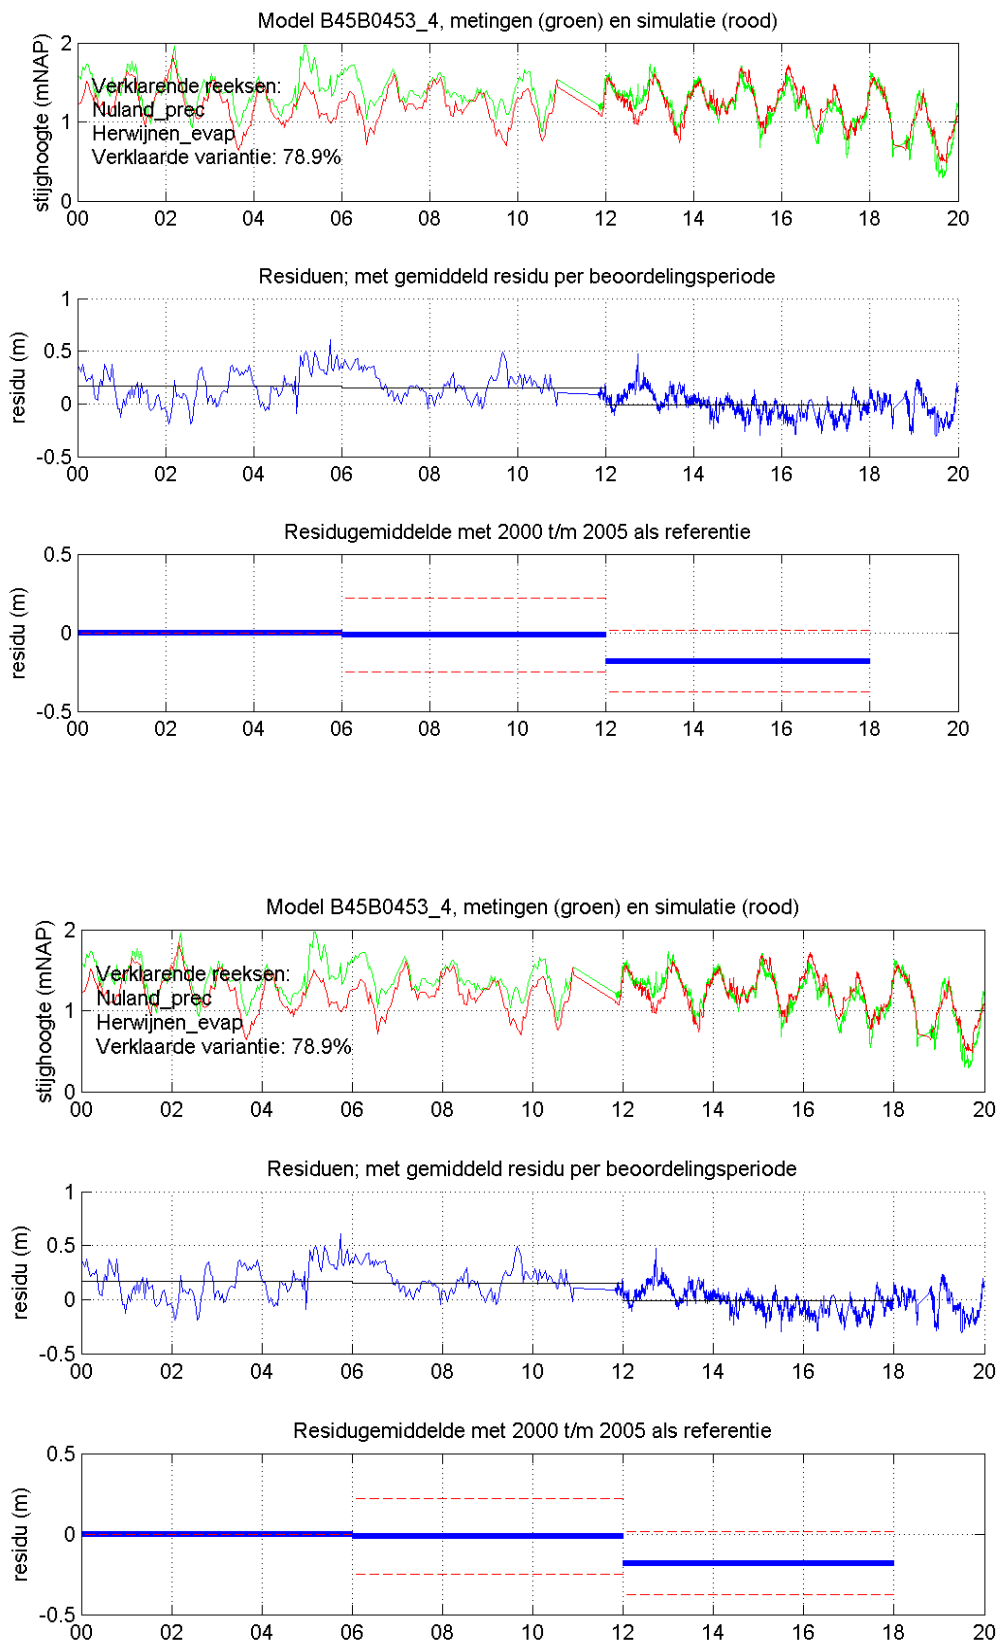 Model B45B0453_4, metingen (groen) en simulatie (rood)
stijghoogte (mNAP)
2
1
0
Verklarende reeksen:
Nuland_prec
Herwijnen_evap
Verklaarde variantie: 78.9%
00 02 04 06 08 10 12 14 16 18 20
Residuen; met gemiddeld residu per beoordelingsperiode
residu (m)
1
0.5
0
-0.5
00 02 04 06 08 10 12 14 16 18 20
Residugemiddelde met 2000 t/m 2005 als referentie
residu (m)
0.5
0
-0.5
00 02 04 06 08 10 12 14 16 18 20
Model B45B0453_4, metingen (groen) en simulatie (rood)
stijghoogte (mNAP)
2
1
0
Verklarende reeksen:
Nuland_prec
Herwijnen_evap
Verklaarde variantie: 78.9%
00 02 04 06 08 10 12 14 16 18 20
Residuen; met gemiddeld residu per beoordelingsperiode
residu (m)
1
0.5
0
-0.5
00 02 04 06 08 10 12 14 16 18 20
Residugemiddelde met 2000 t/m 2005 als referentie
residu (m)
0.5
0
-0.5
00 02 04 06 08 10 12 14 16 18 20